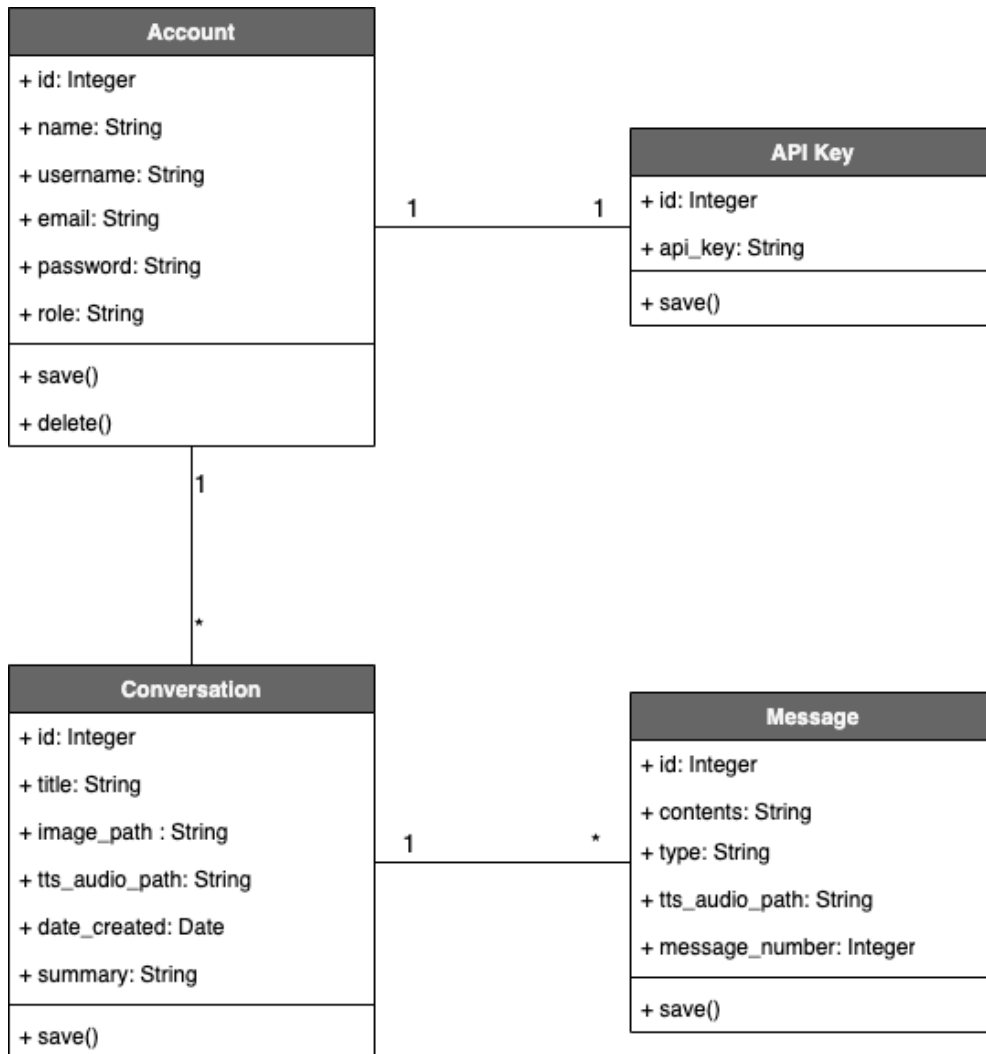 Account
+ id: Integer
+ name: String
+ username: String
+ email: String
+ password: String
+ role: String
+ save()
+ delete()
1
1
API Key
+ id: Integer
+ api_key: String
+ save()
1
*
Conversation
+ id: Integer
+ title: String
+ image_path : String
+ tts_audio_path: String
+ date_created: Date
+ summary: String
+ save()
1
*
Message
+ id: Integer
+ contents: String
+ type: String
+ tts_audio_path: String
+ message_number: Integer
+ save()